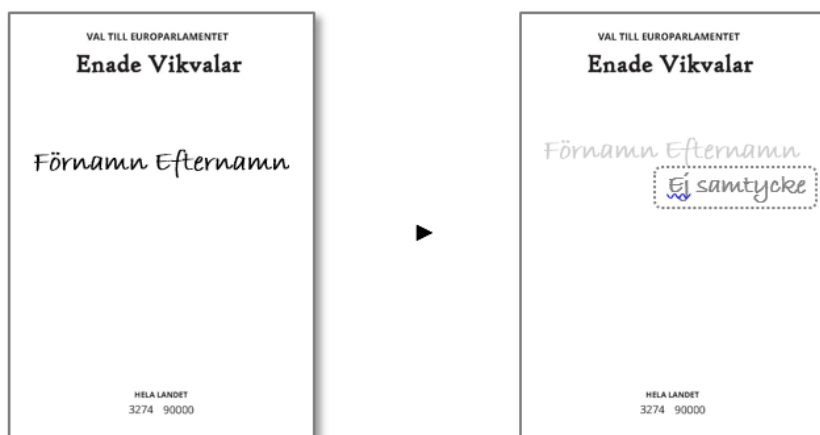 VAL TILL EUROPARLAMENTET
Enade Vikvalar
Förnamn Efternamn
HELA LANDET
3274 90000
VAL TILL EUROPARLAMENTET
Enade Vikvalar
Förnamn Efternamn
Ej samtycke
HELA LANDET
3274 90000